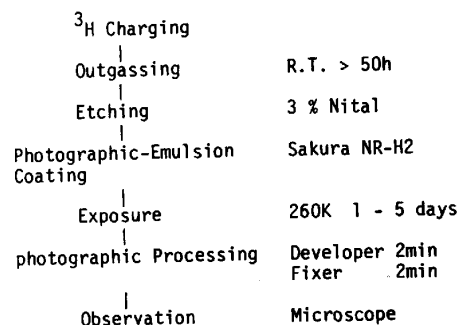 ³H Charging
Outgassing R.T. > 50h
Etching 3 % Nital
Photographic-Emulsion Sakura NR-H2
Coating
Exposure 260K 1 - 5 days
photographic Processing Developer 2min
Fixer 2min
Observation Microscope